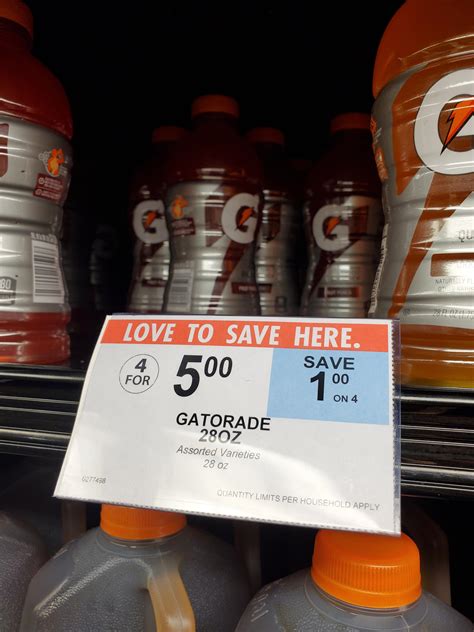 G
G
G
G
LOVE TO SAVE HERE.
4
FOR
5.00
SAVE
1.00
ON 4
GATORADE
28OZ
Assorted Varieties
28 oz
QUANTITY LIMITS PER HOUSEHOLD APPLY